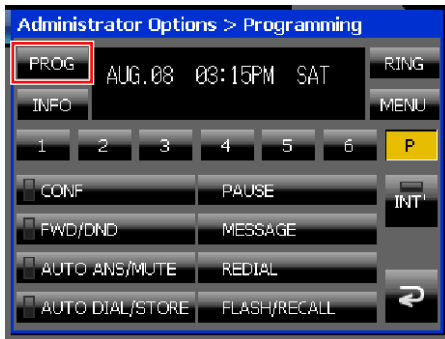 Administrator Options > Programming
PROG
AUG.08 03:15PM SAT
RING
INFO
MENU
1 2 3 4 5 6 P
CONF PAUSE
INT'
FWD/DND MESSAGE
AUTO ANS/MUTE REDIAL
AUTO DIAL/STORE FLASH/RECALL